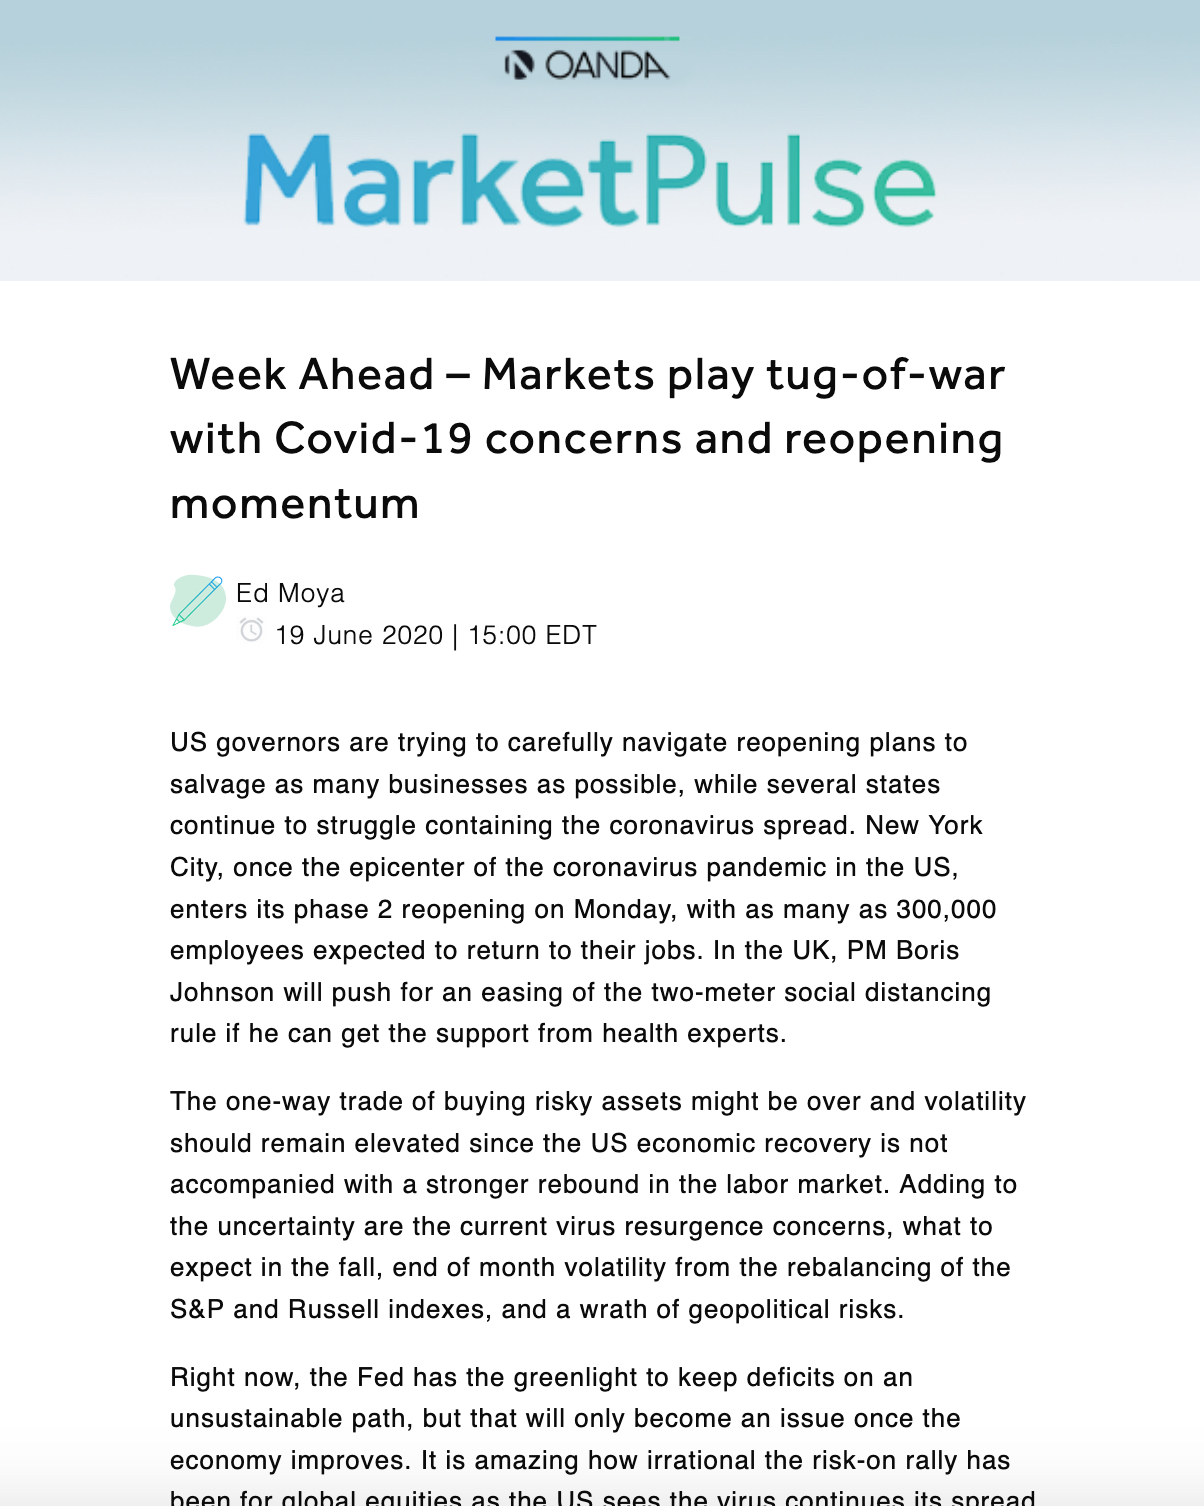 OANDA
MarketPulse
Week Ahead – Markets play tug-of-war
with Covid-19 concerns and reopening
momentum
Ed Moya
19 June 2020 | 15:00 EDT
US governors are trying to carefully navigate reopening plans to
salvage as many businesses as possible, while several states
continue to struggle containing the coronavirus spread. New York
City, once the epicenter of the coronavirus pandemic in the US,
enters its phase 2 reopening on Monday, with as many as 300,000
employees expected to return to their jobs. In the UK, PM Boris
Johnson will push for an easing of the two-meter social distancing
rule if he can get the support from health experts.
The one-way trade of buying risky assets might be over and volatility
should remain elevated since the US economic recovery is not
accompanied with a stronger rebound in the labor market. Adding to
the uncertainty are the current virus resurgence concerns, what to
expect in the fall, end of month volatility from the rebalancing of the
S&P and Russell indexes, and a wrath of geopolitical risks.
Right now, the Fed has the greenlight to keep deficits on an
unsustainable path, but that will only become an issue once the
economy improves. It is amazing how irrational the risk-on rally has
been for global equities as the US sees the virus continues its spread